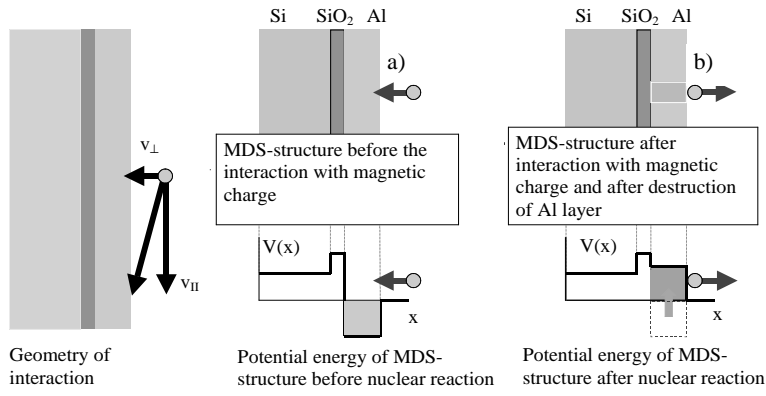 Si SiO2 Al
Si SiO2 Al
a)
b)
v⊥
vII
MDS-structure before the
interaction with magnetic
charge
MDS-structure after
interaction with magnetic
charge and after destruction
of Al layer
V(x)
x
V(x)
x
Geometry of
interaction
Potential energy of MDS-
structure before nuclear reaction
Potential energy of MDS-
structure after nuclear reaction